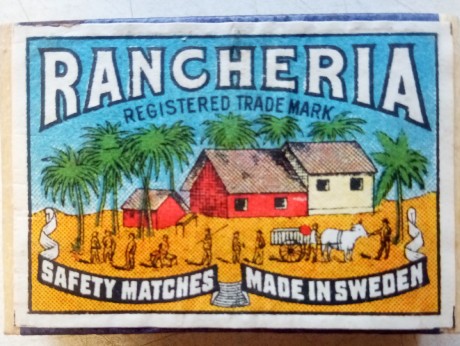 RANCHERIA
REGISTERED TRADE MARK
SAFETY MATCHES MADE IN SWEDEN